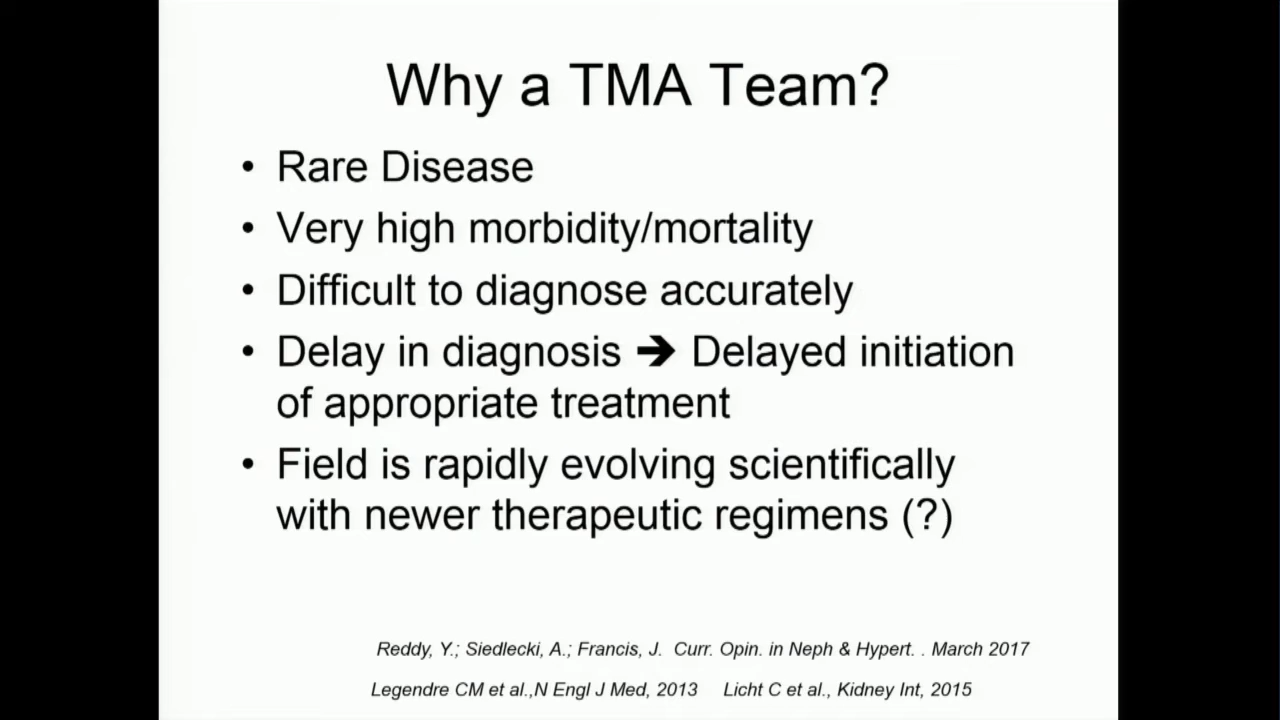 Why a TMA Team?
• Rare Disease
• Very high morbidity/mortality
• Difficult to diagnose accurately
• Delay in diagnosis ➔ Delayed initiation
of appropriate treatment
• Field is rapidly evolving scientifically
with newer therapeutic regimens (?)
Reddy, Y.; Siedlecki, A.; Francis, J. Curr. Opin. in Neph & Hypert. . March 2017
Legendre CM et al.,N Engl J Med, 2013 Licht C et al., Kidney Int, 2015